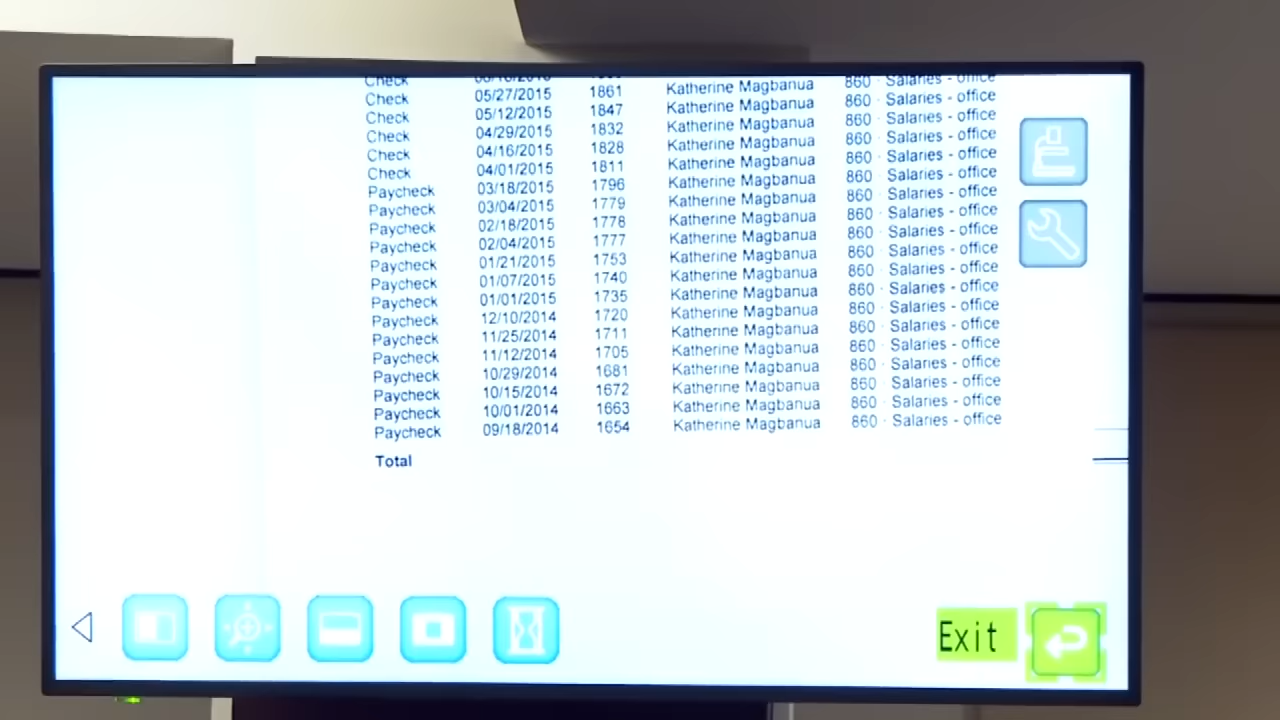 Check
Check 05/27/2015 1861 Katherine Magbanua 860 · Salaries - office
Check 05/12/2015 1847 Katherine Magbanua 860 · Salaries - office
Check 04/29/2015 1832 Katherine Magbanua 860 · Salaries - office
Check 04/16/2015 1828 Katherine Magbanua 860 · Salaries - office
Check 04/01/2015 1811 Katherine Magbanua 860 · Salaries - office
Paycheck 03/18/2015 1796 Katherine Magbanua 860 · Salaries - office
Paycheck 03/04/2015 1779 Katherine Magbanua 860 · Salaries - office
Paycheck 02/18/2015 1778 Katherine Magbanua 860 · Salaries - office
Paycheck 02/04/2015 1777 Katherine Magbanua 860 · Salaries - office
Paycheck 01/21/2015 1753 Katherine Magbanua 860 · Salaries - office
Paycheck 01/07/2015 1740 Katherine Magbanua 860 · Salaries - office
Paycheck 01/01/2015 1735 Katherine Magbanua 860 · Salaries - office
Paycheck 12/10/2014 1720 Katherine Magbanua 860 · Salaries - office
Paycheck 11/25/2014 1711 Katherine Magbanua 860 · Salaries - office
Paycheck 11/12/2014 1705 Katherine Magbanua 860 · Salaries - office
Paycheck 10/29/2014 1681 Katherine Magbanua 860 · Salaries - office
Paycheck 10/15/2014 1672 Katherine Magbanua 860 · Salaries - office
Paycheck 10/01/2014 1663 Katherine Magbanua 860 · Salaries - office
Paycheck 09/18/2014 1654 Katherine Magbanua 860 · Salaries - office
Total
Exit